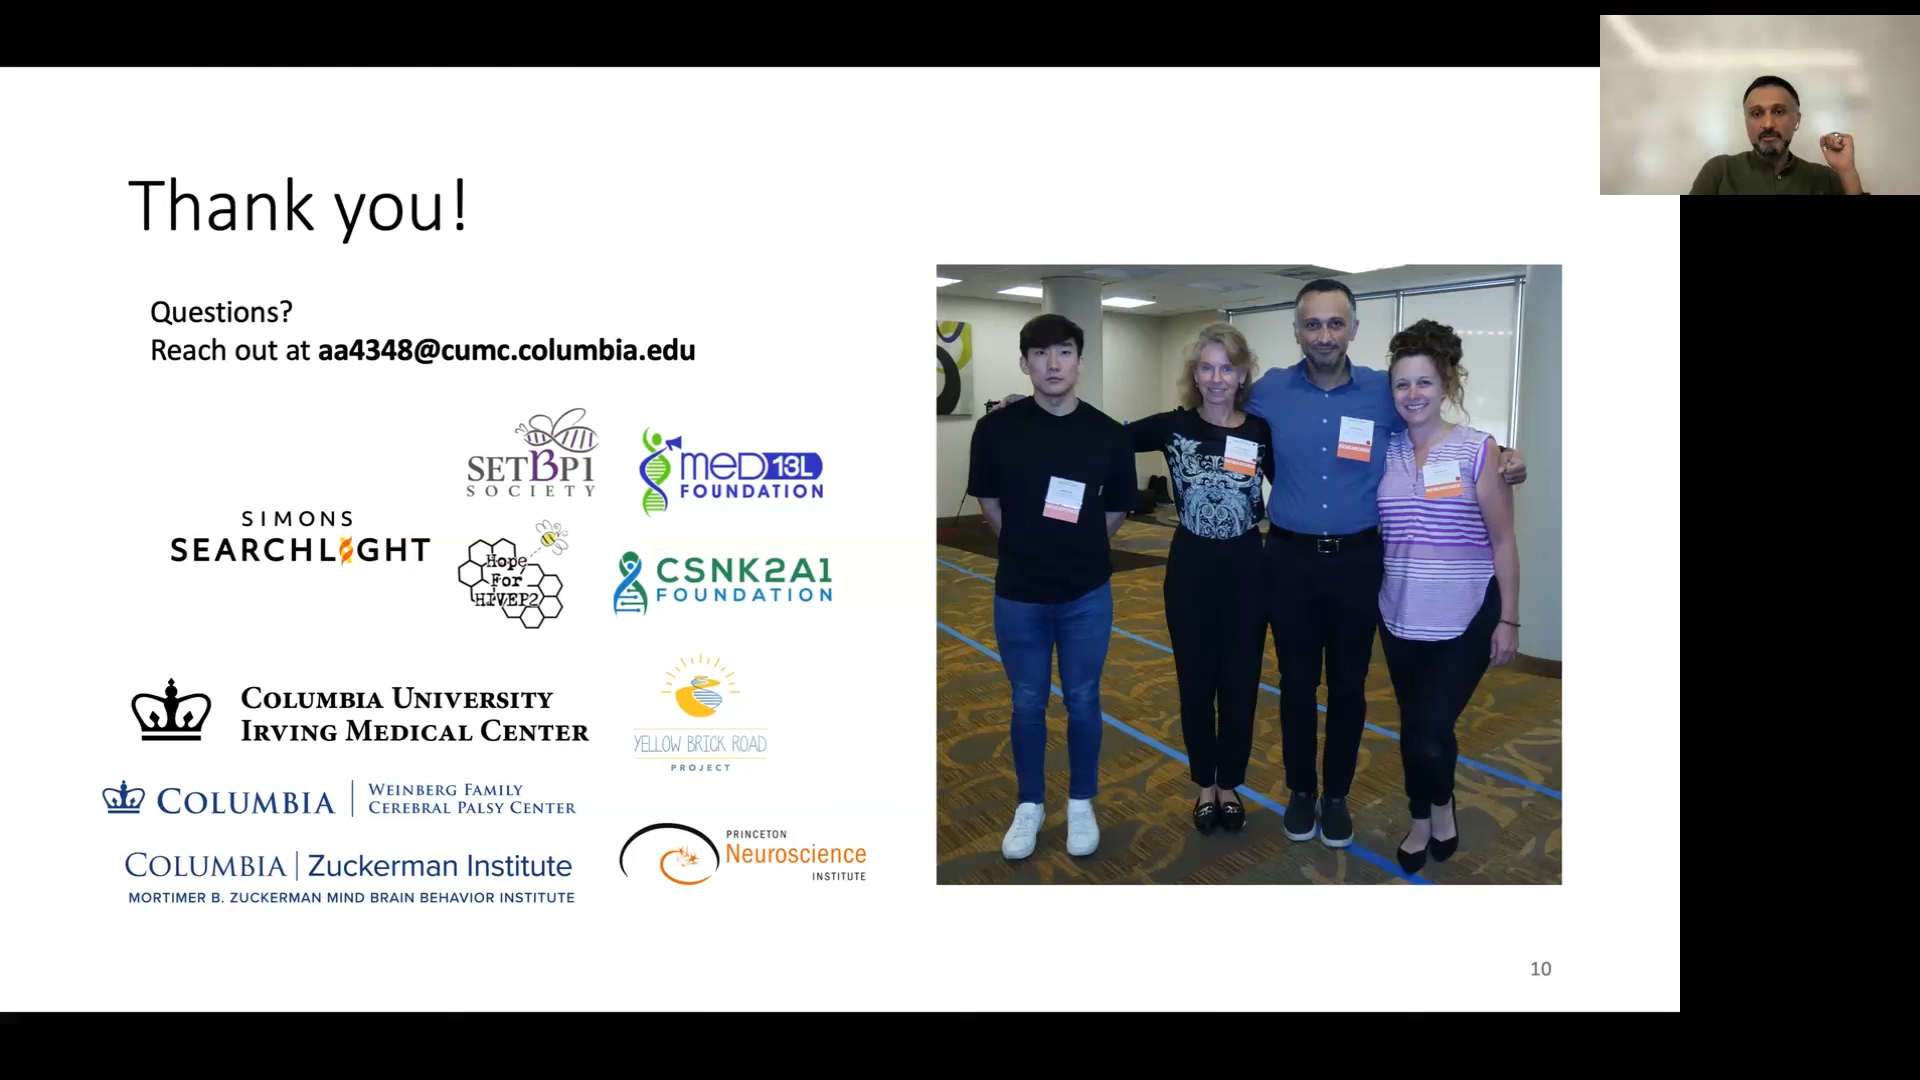 Thank you!
Questions?
Reach out at aa4348@cumc.columbia.edu
SETBP1
SOCIETY
MED13L
FOUNDATION
SIMONS
SEARCHLIGHT
Hope
For
HIVEP2
CSNK2A1
FOUNDATION
COLUMBIA UNIVERSITY
IRVING MEDICAL CENTER
YELLOW BRICK ROAD
PROJECT
COLUMBIA
WEINBERG FAMILY
CEREBRAL PALSY CENTER
COLUMBIA | Zuckerman Institute
MORTIMER B. ZUCKERMAN MIND BRAIN BEHAVIOR INSTITUTE
PRINCETON
Neuroscience
INSTITUTE
10